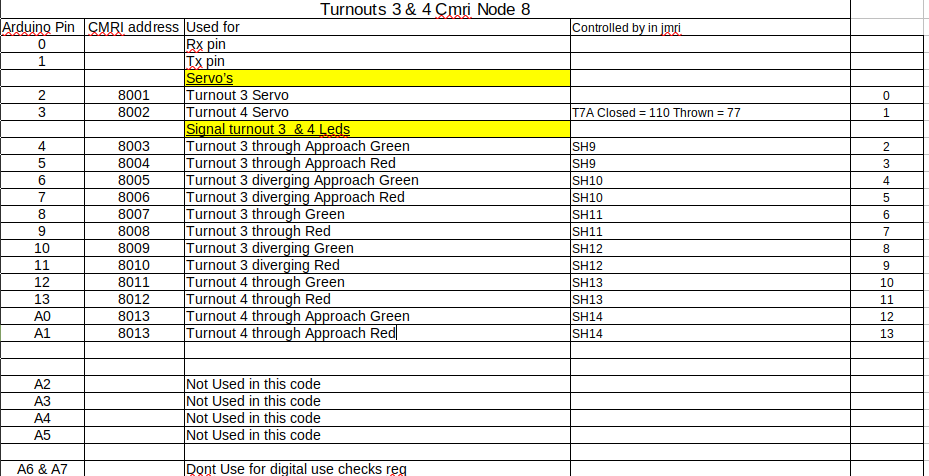 Turnouts 3 & 4 Cmri Node 8
Arduino Pin CMRI address Used for Controlled by in jmri
0 Rx pin
1 Tx pin
Servo's
2 8001 Turnout 3 Servo 0
3 8002 Turnout 4 Servo T7A Closed = 110 Thrown = 77 1
Signal turnout 3 & 4 Leds
4 8003 Turnout 3 through Approach Green SH9 2
5 8004 Turnout 3 through Approach Red SH9 3
6 8005 Turnout 3 diverging Approach Green SH10 4
7 8006 Turnout 3 diverging Approach Red SH10 5
8 8007 Turnout 3 through Green SH11 6
9 8008 Turnout 3 through Red SH11 7
10 8009 Turnout 3 diverging Green SH12 8
11 8010 Turnout 3 diverging Red SH12 9
12 8011 Turnout 4 through Green SH13 10
13 8012 Turnout 4 through Red SH13 11
A0 8013 Turnout 4 through Approach Green SH14 12
A1 8013 Turnout 4 through Approach Red SH14 13
A2 Not Used in this code
A3 Not Used in this code
A4 Not Used in this code
A5 Not Used in this code
A6 & A7 Dont Use for digital use checks req